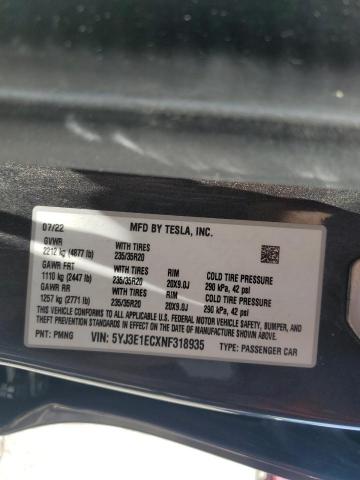 07/22 MFD BY TESLA, INC.
GVWR WITH TIRES
2212 kg (4877 lb) 235/35R20
GAWR FRT WITH TIRES RIM COLD TIRE PRESSURE
1110 kg (2447 lb) 235/35R20 20X9.0J 290 kPa, 42 psi
GAWR RR WITH TIRES RIM COLD TIRE PRESSURE
1257 kg (2771 lb) 235/35R20 20X9.0J 290 kPa, 42 psi
THIS VEHICLE CONFORMS TO ALL APPLICABLE U.S. FEDERAL MOTOR VEHICLE SAFETY, BUMPER, AND
THEFT PREVENTION STANDARDS IN EFFECT ON THE DATE OF MANUFACTURE SHOWN ABOVE.
PNT: PMNG VIN: 5YJ3E1ECXNF318935 TYPE: PASSENGER CAR